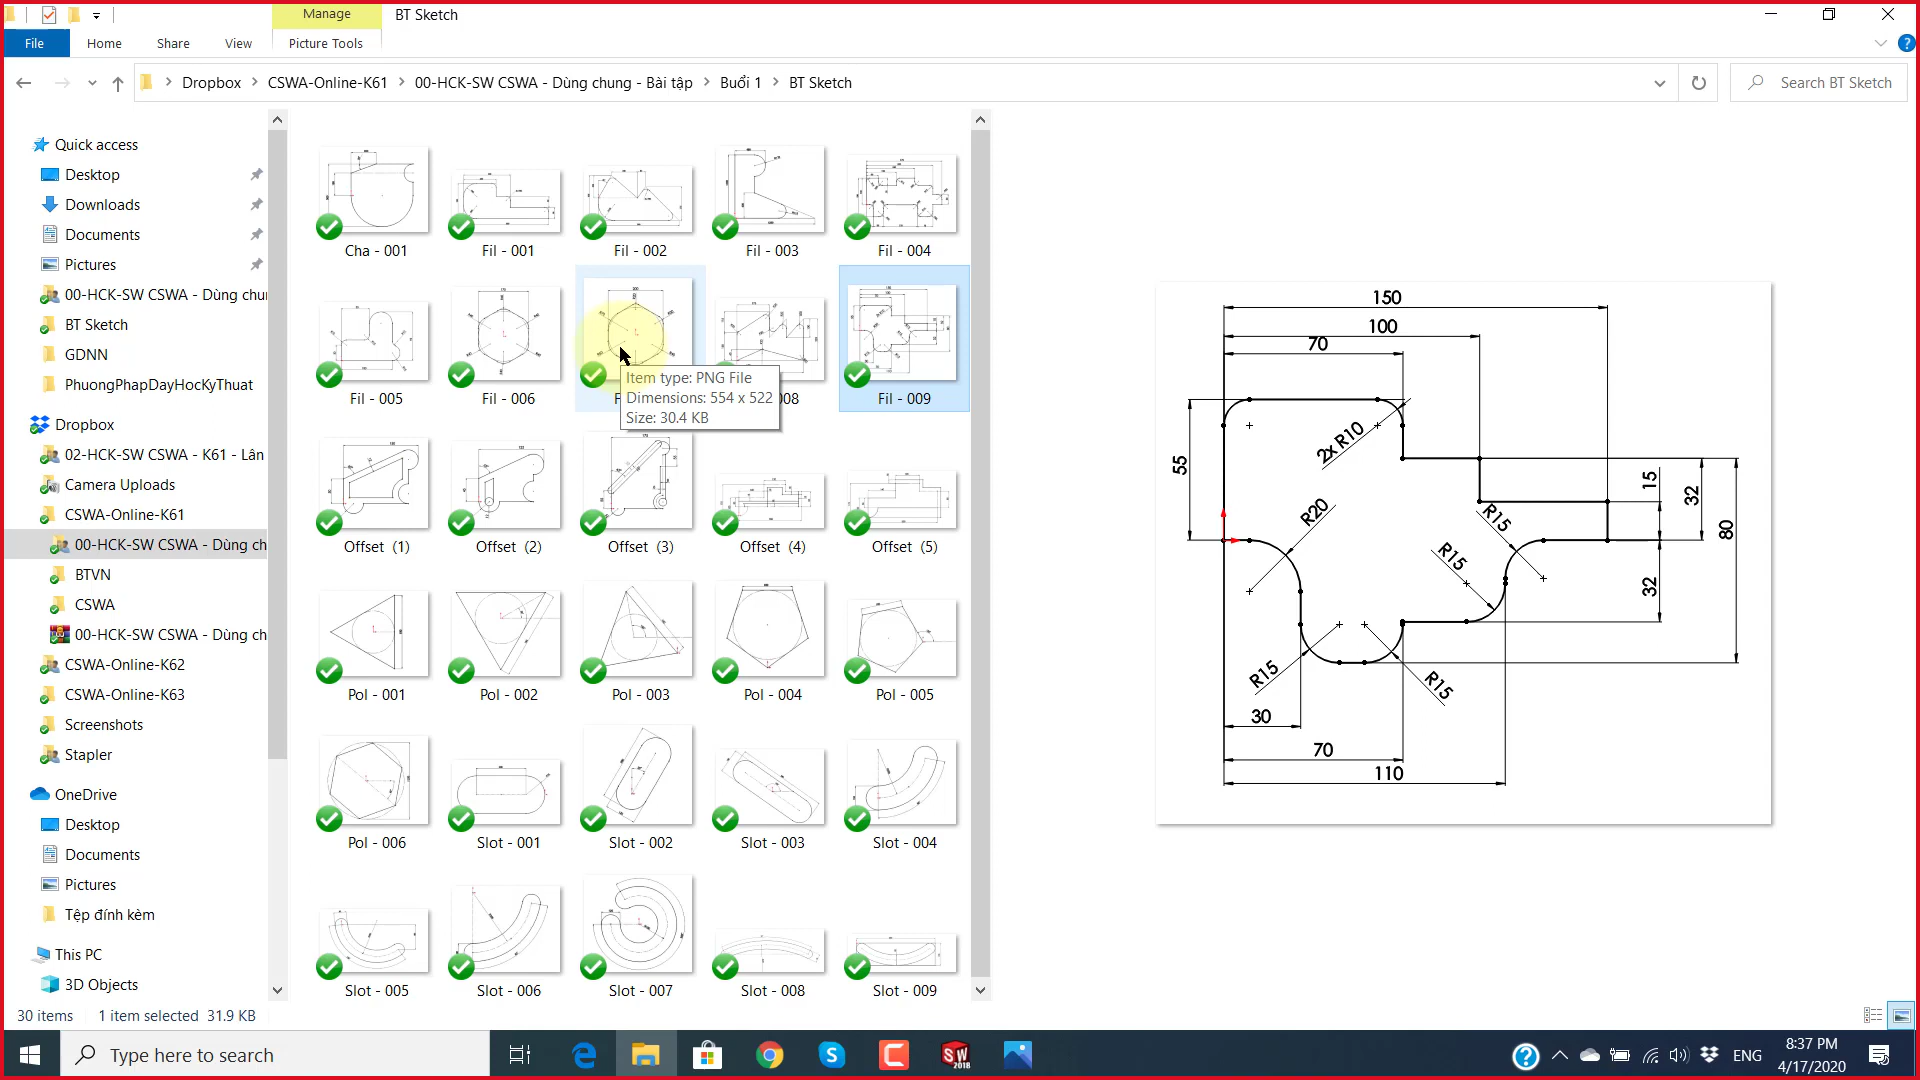 Manage
BT Sketch
File
Home
Share
View
Picture Tools
Dropbox
CSWA-Online-K61
00-HCK-SW CSWA - Dùng chung - Bài tập
Buổi 1
BT Sketch
Search BT Sketch
Quick access
Desktop
Downloads
Documents
Pictures
00-HCK-SW CSWA - Dùng chu
BT Sketch
GDNN
PhuongPhapDayHocKyThuat
Dropbox
02-HCK-SW CSWA - K61 - Lân
Camera Uploads
CSWA-Online-K61
00-HCK-SW CSWA - Dùng ch
BTVN
CSWA
00-HCK-SW CSWA - Dùng ch
CSWA-Online-K62
CSWA-Online-K63
Screenshots
Stapler
OneDrive
Desktop
Documents
Pictures
Tệp đính kèm
This PC
3D Objects
Cha - 001
Fil - 001
Fil - 002
Fil - 003
Fil - 004
Fil - 005
Fil - 006
F
008
Fil - 009
Item type: PNG File
Dimensions: 554 x 522
Size: 30.4 KB
Offset (1)
Offset (2)
Offset (3)
Offset (4)
Offset (5)
Pol - 001
Pol - 002
Pol - 003
Pol - 004
Pol - 005
Pol - 006
Slot - 001
Slot - 002
Slot - 003
Slot - 004
Slot - 005
Slot - 006
Slot - 007
Slot - 008
Slot - 009
150
100
70
2x R10
55
15
32
80
R20
R15
R15
32
R15
R15
30
70
110
30 items
1 item selected 31.9 KB
Type here to search
SW
2018
ENG
8:37 PM
4/17/2020